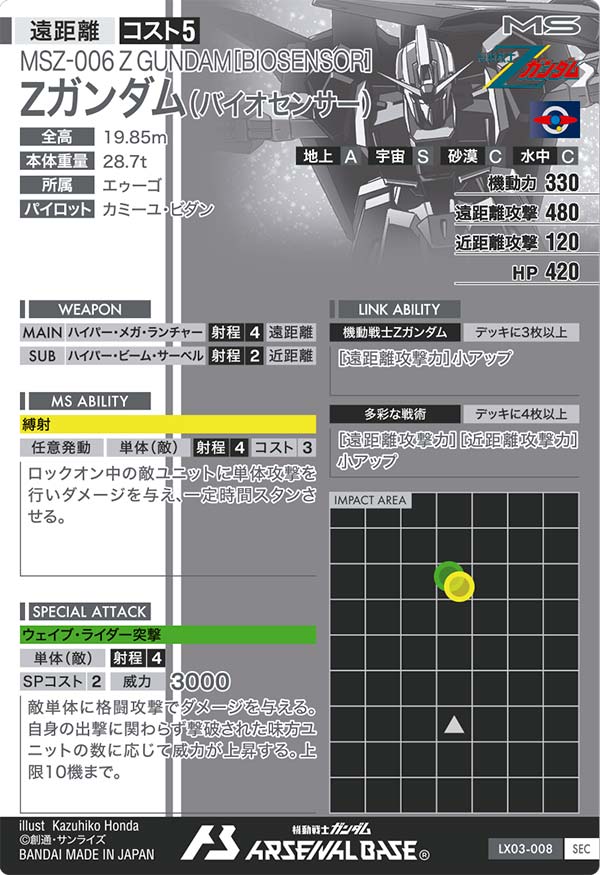 遠距離 コスト5
MS
MSZ-006 Z GUNDAM[BIOSENSOR]
Zガンダム(バイオセンサー)
機動戦士Zガンダム
全高 19.85m
本体重量 28.7t
所属 エゥーゴ
パイロット カミーユ・ビダン
地上 A 宇宙 S 砂漠 C 水中 C
機動力 330
遠距離攻撃 480
近距離攻撃 120
HP 420
WEAPON
MAIN ハイパー・メガ・ランチャー 射程 4 遠距離
SUB ハイパー・ビーム・サーベル 射程 2 近距離
MS ABILITY
縛射
任意発動 単体(敵) 射程 4 コスト 3
ロックオン中の敵ユニットに単体攻撃を
行いダメージを与え、一定時間スタンさ
せる。
SPECIAL ATTACK
ウェイブ・ライダー突撃
単体(敵) 射程 4
SPコスト 2 威力 3000
敵単体に格闘攻撃でダメージを与える。
自身の出撃に関わらず撃破された味方ユ
ニットの数に応じて威力が上昇する。上
限10機まで。
LINK ABILITY
機動戦士Zガンダム デッキに3枚以上
[遠距離攻撃力]小アップ
多彩な戦術 デッキに4枚以上
[遠距離攻撃力][近距離攻撃力]
小アップ
IMPACT AREA
illust Kazuhiko Honda
©創通・サンライズ
BANDAI MADE IN JAPAN
機動戦士ガンダム
AB ARSENAL BASE®
LX03-008 SEC